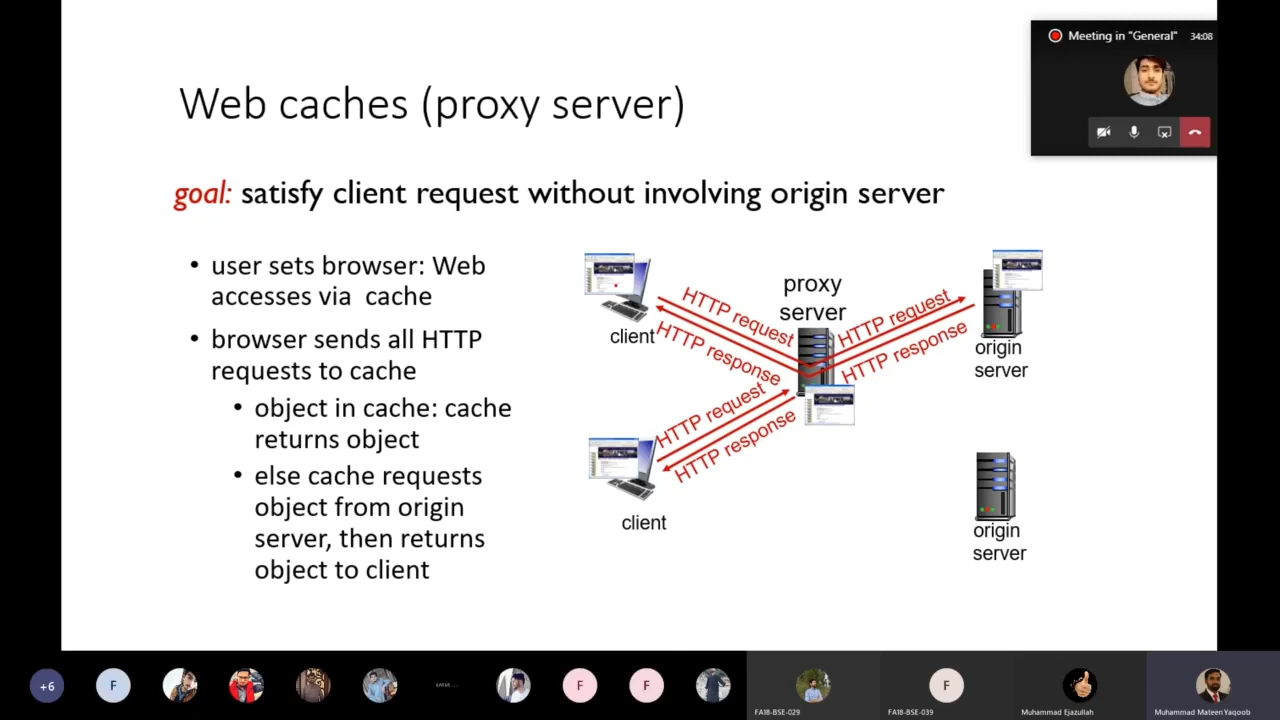 Meeting in "General" 34:08
Web caches (proxy server)
goal: satisfy client request without involving origin server
• user sets browser: Web
accesses via cache
• browser sends all HTTP
requests to cache
• object in cache: cache
returns object
• else cache requests
object from origin
server, then returns
object to client
proxy
server
client
HTTP request
HTTP response
HTTP request
HTTP response
origin
server
HTTP request
HTTP response
client
origin
server
+6
F
F
F
F
FA18-BSE-029
FA18-BSE-039
Muhammad Ejazullah
Muhammad Mateen Yaqoob